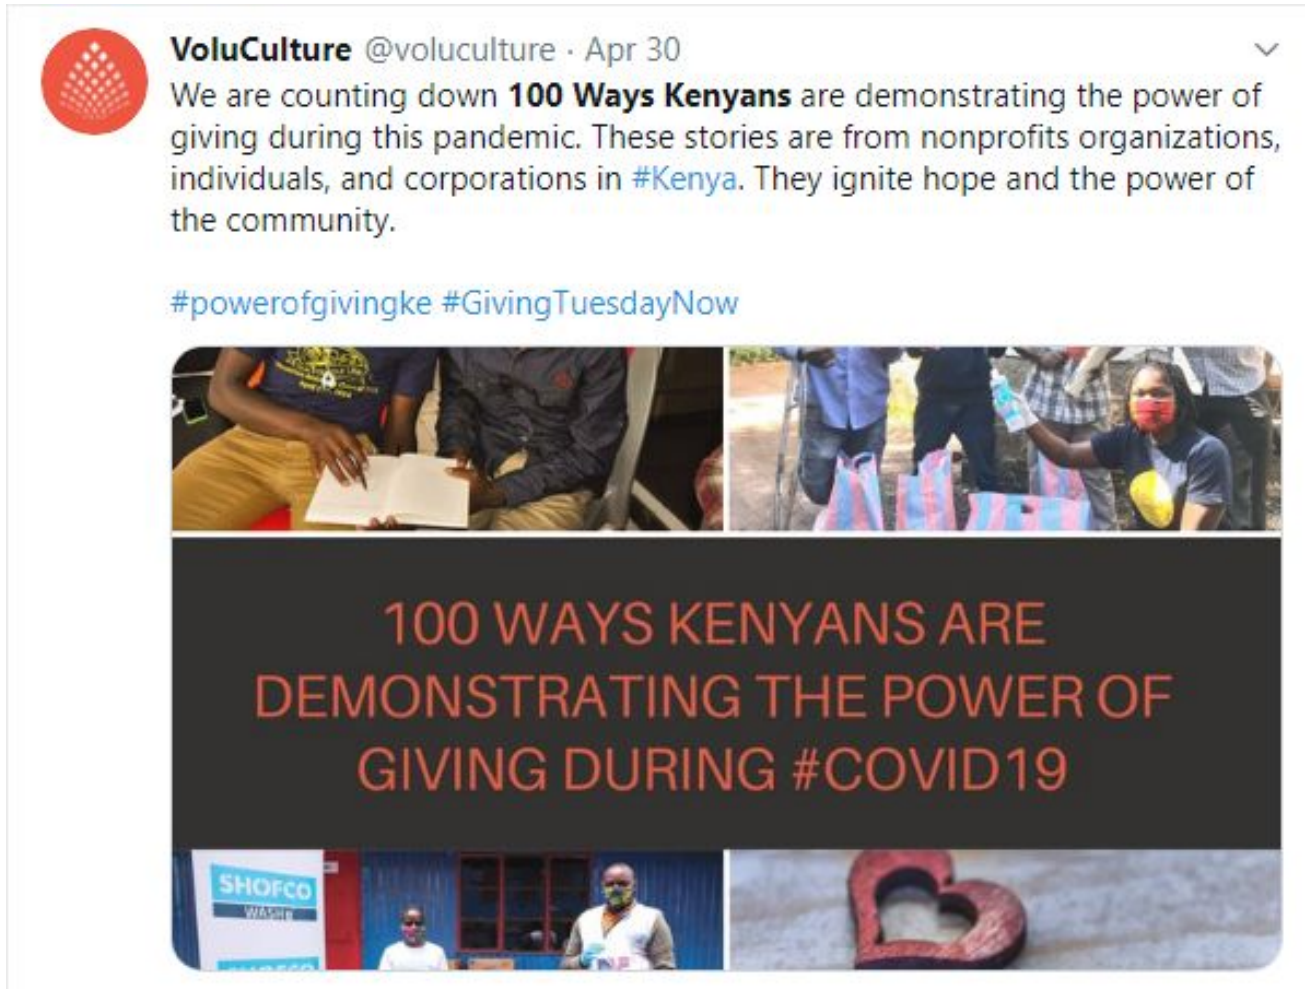 VoluCulture @voluculture · Apr 30
We are counting down 100 Ways Kenyans are demonstrating the power of
giving during this pandemic. These stories are from nonprofits organizations,
individuals, and corporations in #Kenya. They ignite hope and the power of
the community.
#powerofgivingke #GivingTuesdayNow
100 WAYS KENYANS ARE
DEMONSTRATING THE POWER OF
GIVING DURING #COVID19
SHOFCO
WASH
SHOFCO